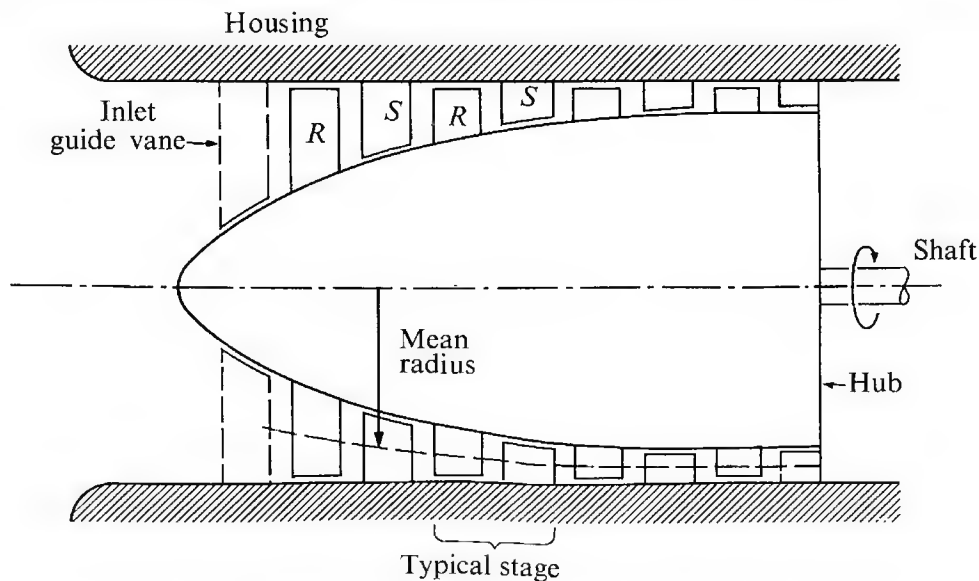 Housing
Inlet
guide vane
R
S
R
S
Shaft
Mean
radius
Hub
Typical stage